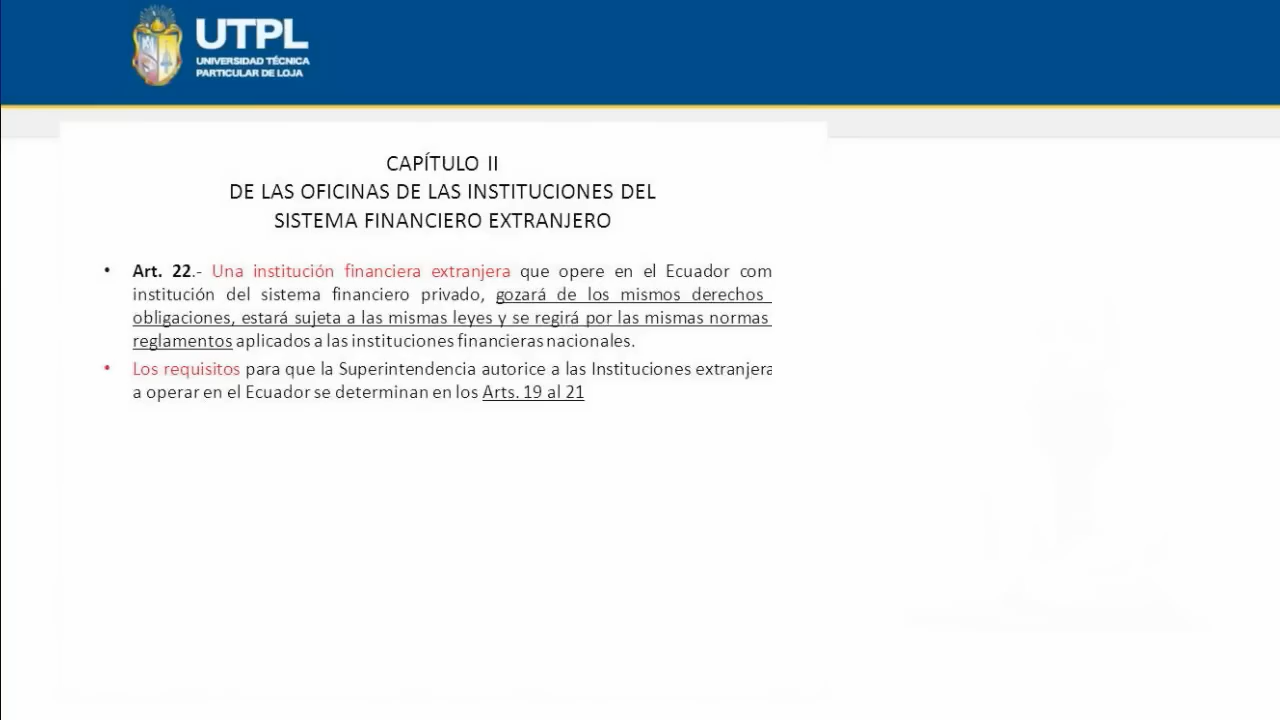 UTPL
UNIVERSIDAD TÉCNICA
PARTICULAR DE LOJA
CAPÍTULO II
DE LAS OFICINAS DE LAS INSTITUCIONES DEL
SISTEMA FINANCIERO EXTRANJERO
• Art. 22.- Una institución financiera extranjera que opere en el Ecuador com
institución del sistema financiero privado, gozará de los mismos derechos
obligaciones, estará sujeta a las mismas leyes y se regirá por las mismas normas
reglamentos aplicados a las instituciones financieras nacionales.
• Los requisitos para que la Superintendencia autorice a las Instituciones extranjera
a operar en el Ecuador se determinan en los Arts. 19 al 21